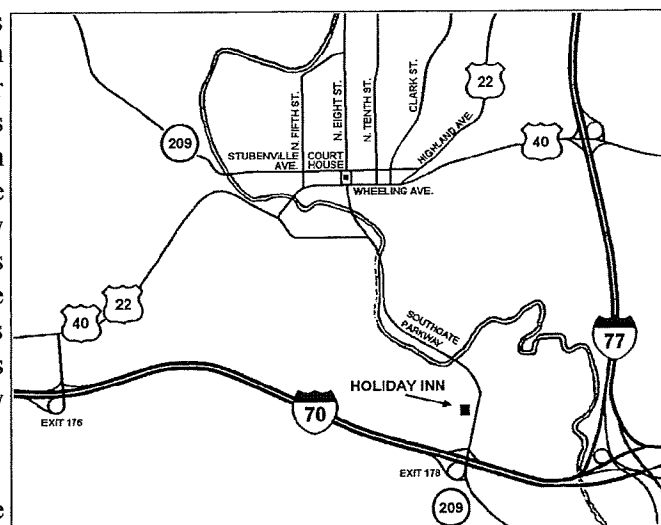 22
N. FIFTH ST.
N. EIGHT ST.
N. TENTH ST.
CLARK ST.
HIGHLAND AVE.
209
40
STUBENVILLE
AVE.
COURT
HOUSE
WHEELING AVE.
40
22
SOUTHGATE
PARKWAY
77
HOLIDAY INN
70
EXIT 176
EXIT 178
209